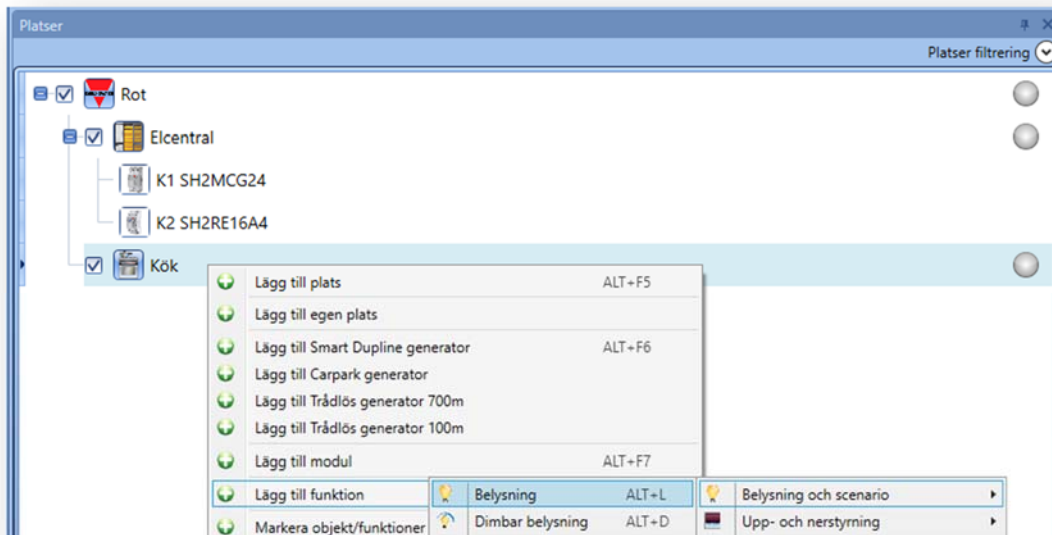 Platser
Platser filtrering
Rot
Elcentral
K1 SH2MCG24
K2 SH2RE16A4
Kök
Lägg till plats ALT+F5
Lägg till egen plats
Lägg till Smart Dupline generator ALT+F6
Lägg till Carpark generator
Lägg till Trådlös generator 700m
Lägg till Trådlös generator 100m
Lägg till modul ALT+F7
Lägg till funktion Belysning ALT+L Belysning och scenario
Markera objekt/funktioner Dimbar belysning ALT+D Upp- och nerstyrning